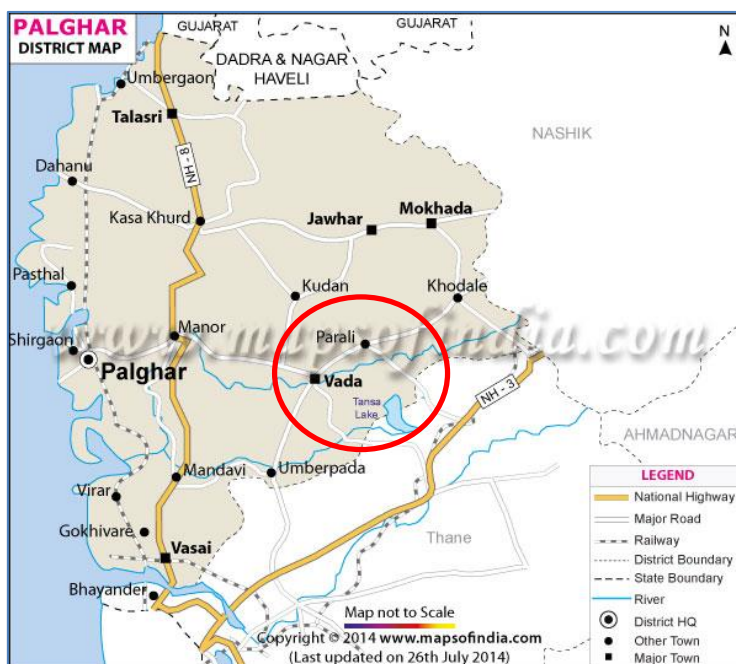 PALGHAR
DISTRICT MAP
GUJARAT
GUJARAT
N
DADRA & NAGAR
HAVELI
Umbergaon
Talasri
NASHIK
NH - 8
Dahanu
Kasa Khurd
Jawhar
Mokhada
Pasthal
Kudan
Khodale
www.mapsofindia.com
Shirgaon
Manor
Parali
Palghar
Vada
NH - 3
Tansa
Lake
AHMADNAGAR
Mandavi
Umberpada
Virar
Gokhivare
Vasai
Thane
Bhayander
LEGEND
National Highway
Major Road
Railway
District Boundary
State Boundary
River
District HQ
Other Town
Major Town
Map not to Scale
Copyright © 2014 www.mapsofindia.com
(Last updated on 26th July 2014)